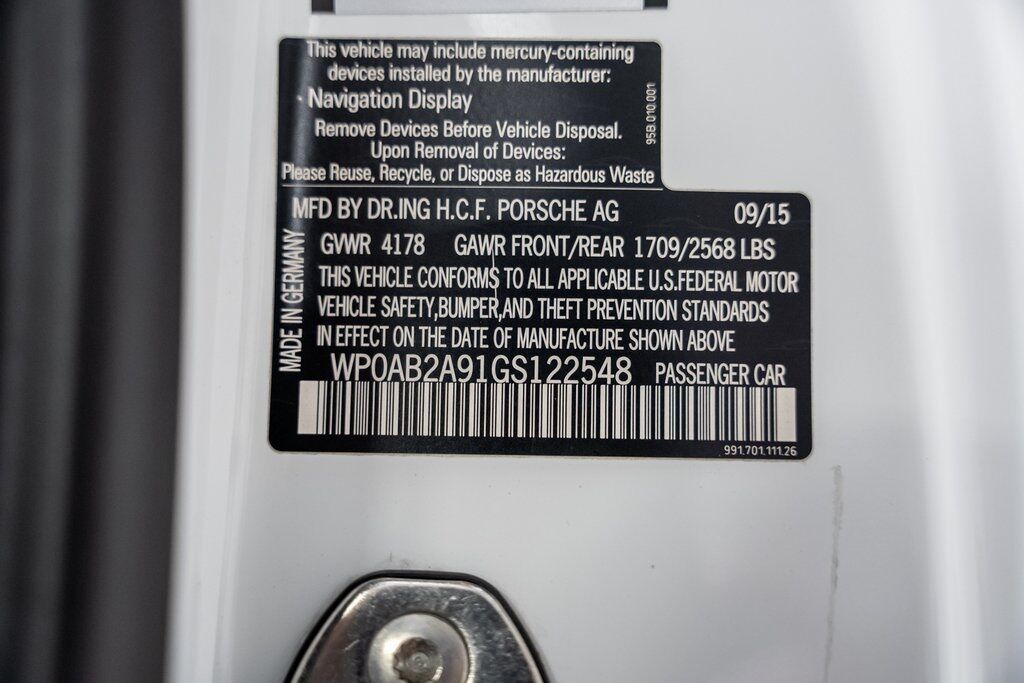 This vehicle may include mercury-containing
devices installed by the manufacturer:
Navigation Display
Remove Devices Before Vehicle Disposal.
Upon Removal of Devices:
Please Reuse, Recycle, or Dispose as Hazardous Waste
95B.010.001
MFD BY DR.ING H.C.F. PORSCHE AG 09/15
GVWR 4178 GAWR FRONT/REAR 1709/2568 LBS
THIS VEHICLE CONFORMS TO ALL APPLICABLE U.S.FEDERAL MOTOR
VEHICLE SAFETY,BUMPER,AND THEFT PREVENTION STANDARDS
IN EFFECT ON THE DATE OF MANUFACTURE SHOWN ABOVE
MADE IN GERMANY
WP0AB2A91GS122548 PASSENGER CAR
991.701.111.26